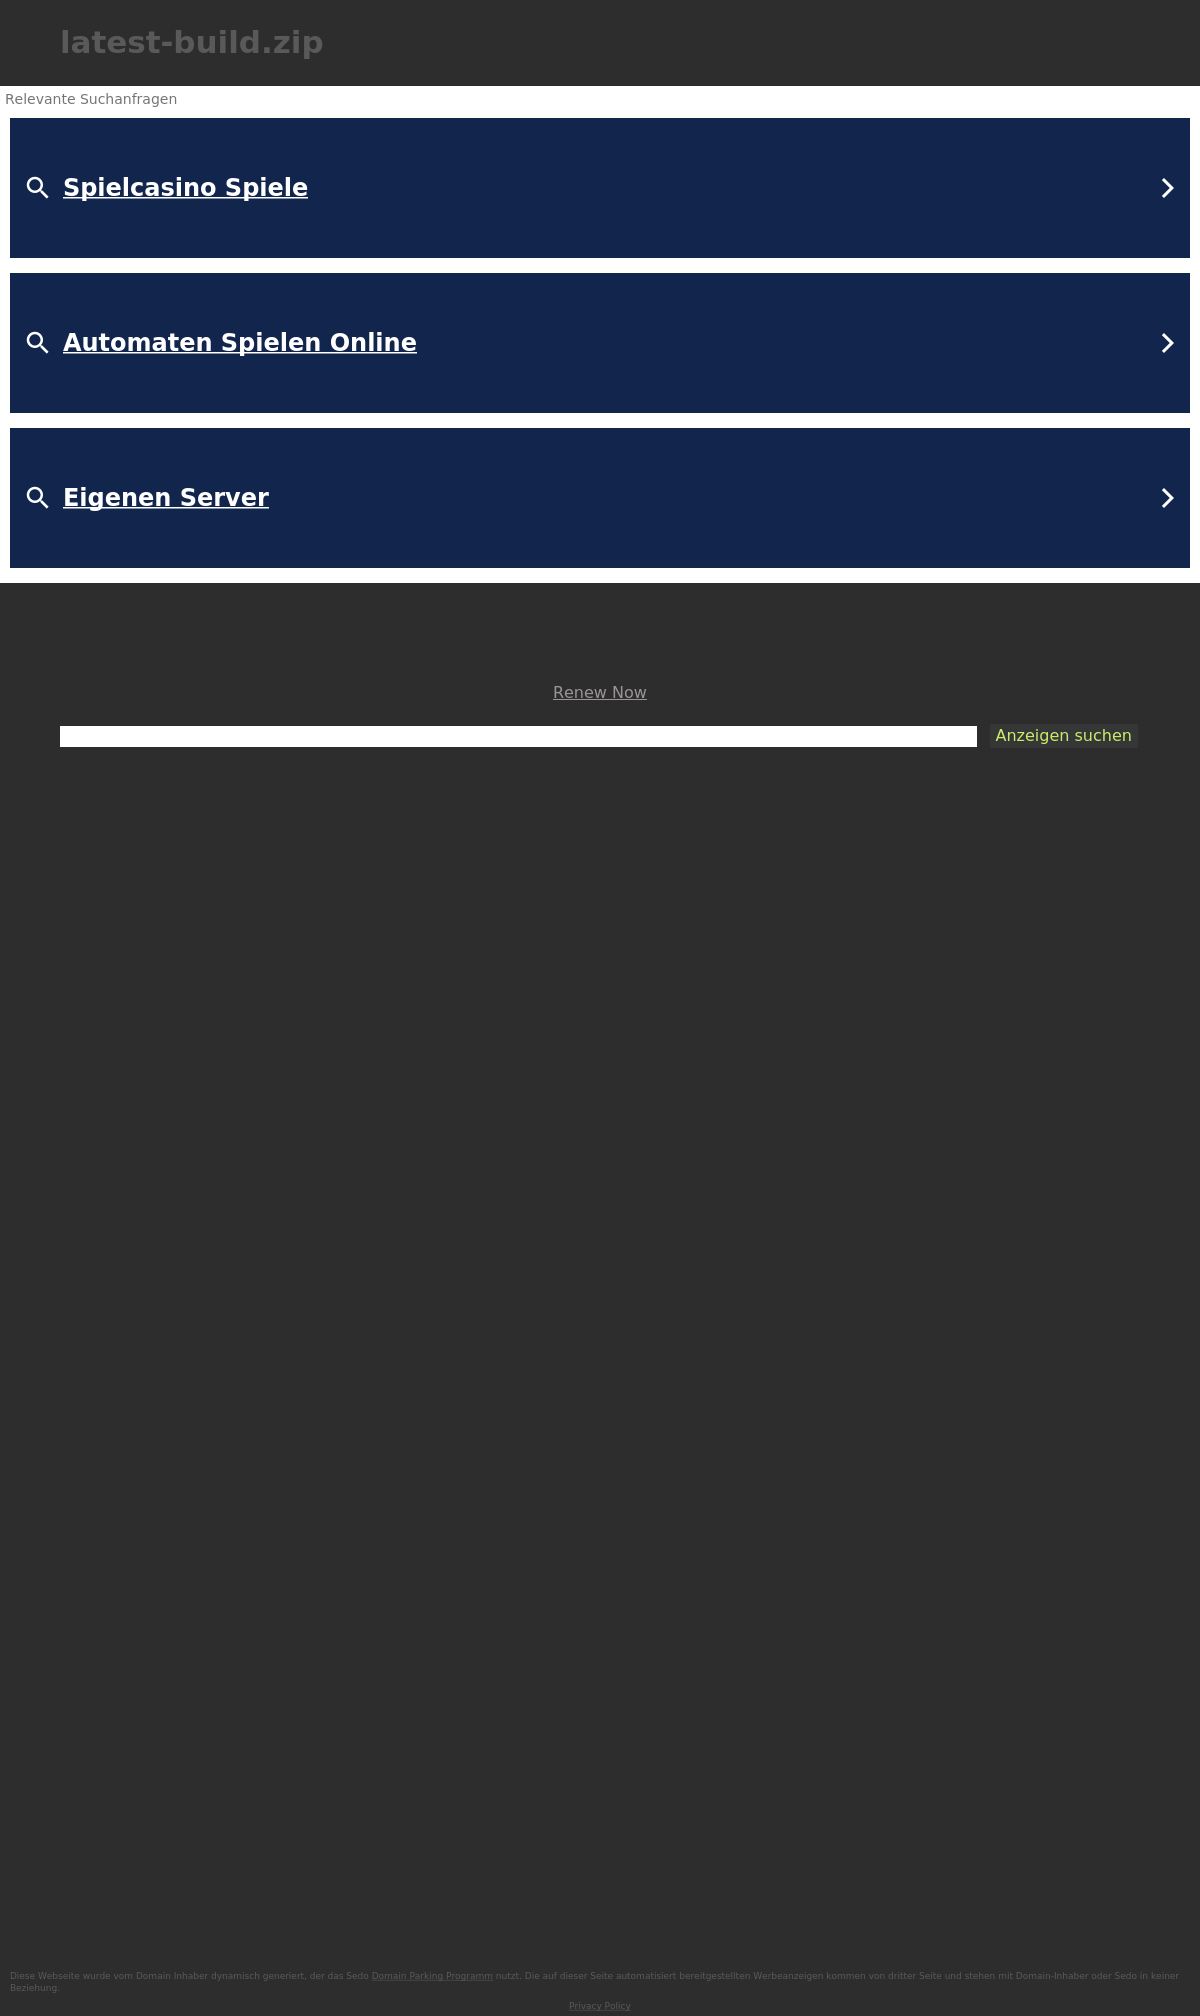 latest-build.zip
Relevante Suchanfragen
Spielcasino Spiele
Automaten Spielen Online
Eigenen Server
Renew Now
Anzeigen suchen
Diese Webseite wurde vom Domain Inhaber dynamisch generiert, der das Sedo Domain Parking Programm nutzt. Die auf dieser Seite automatisiert bereitgestellten Werbeanzeigen kommen von dritter Seite und stehen mit Domain-Inhaber oder Sedo in keiner
Beziehung.
Privacy Policy